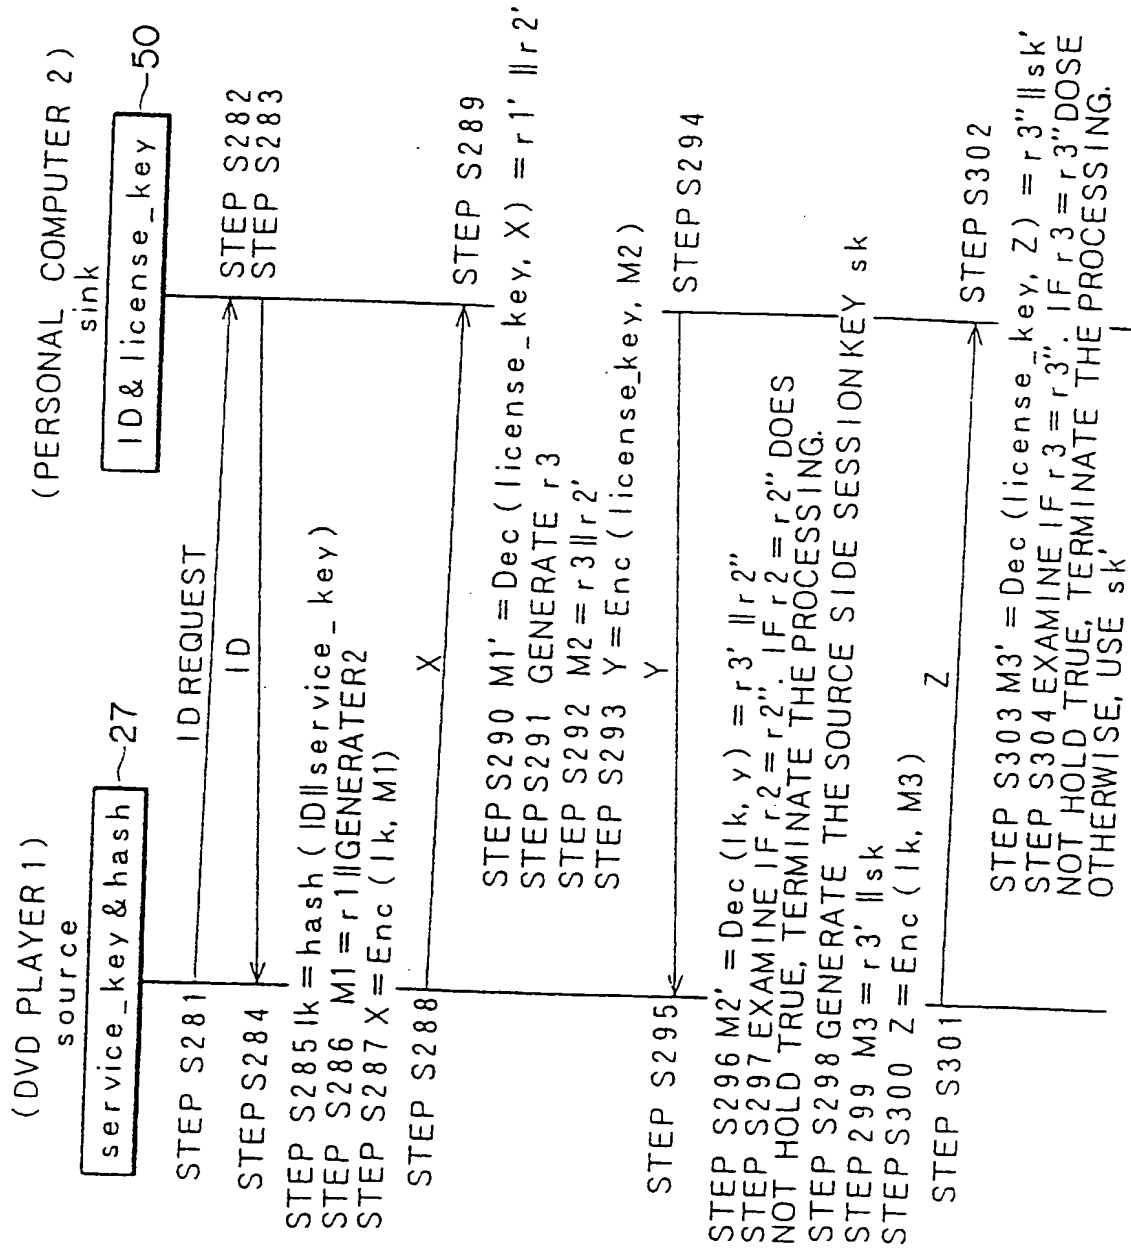 (DVD PLAYER 1)
source
service_key & hash
27
(PERSONAL COMPUTER 2)
sink
ID & license_key
50
STEP S281
ID REQUEST
STEP S282
STEP S283
ID
STEP S284
STEP S285 lk = hash ( ID || service_key )
STEP S286 M1 = r1 || GENERATER2
STEP S287 X = Enc ( lk, M1 )
STEP S288
X
STEP S289
STEP S290 M1' = Dec ( license_key, X ) = r1' || r2'
STEP S291 GENERATE r3
STEP S292 M2 = r3 || r2'
STEP S293 Y = Enc ( license_key, M2 )
STEP S294
Y
STEP S295
STEP S296 M2' = Dec ( lk, y ) = r3' || r2"
STEP S297 EXAMINE IF r2 = r2". IF r2 = r2" DOES
NOT HOLD TRUE, TERMINATE THE PROCESSING.
STEP S298 GENERATE THE SOURCE SIDE SESSION KEY sk
STEP 299 M3 = r3' || sk
STEP S300 Z = Enc ( lk, M3 )
STEP S301
Z
STEP S302
STEP S303 M3' = Dec ( license_key, Z ) = r3" || sk'
STEP S304 EXAMINE IF r3 = r3". IF r3 = r3" DOSE
NOT HOLD TRUE, TERMINATE THE PROCESSING.
OTHERWISE, USE sk'